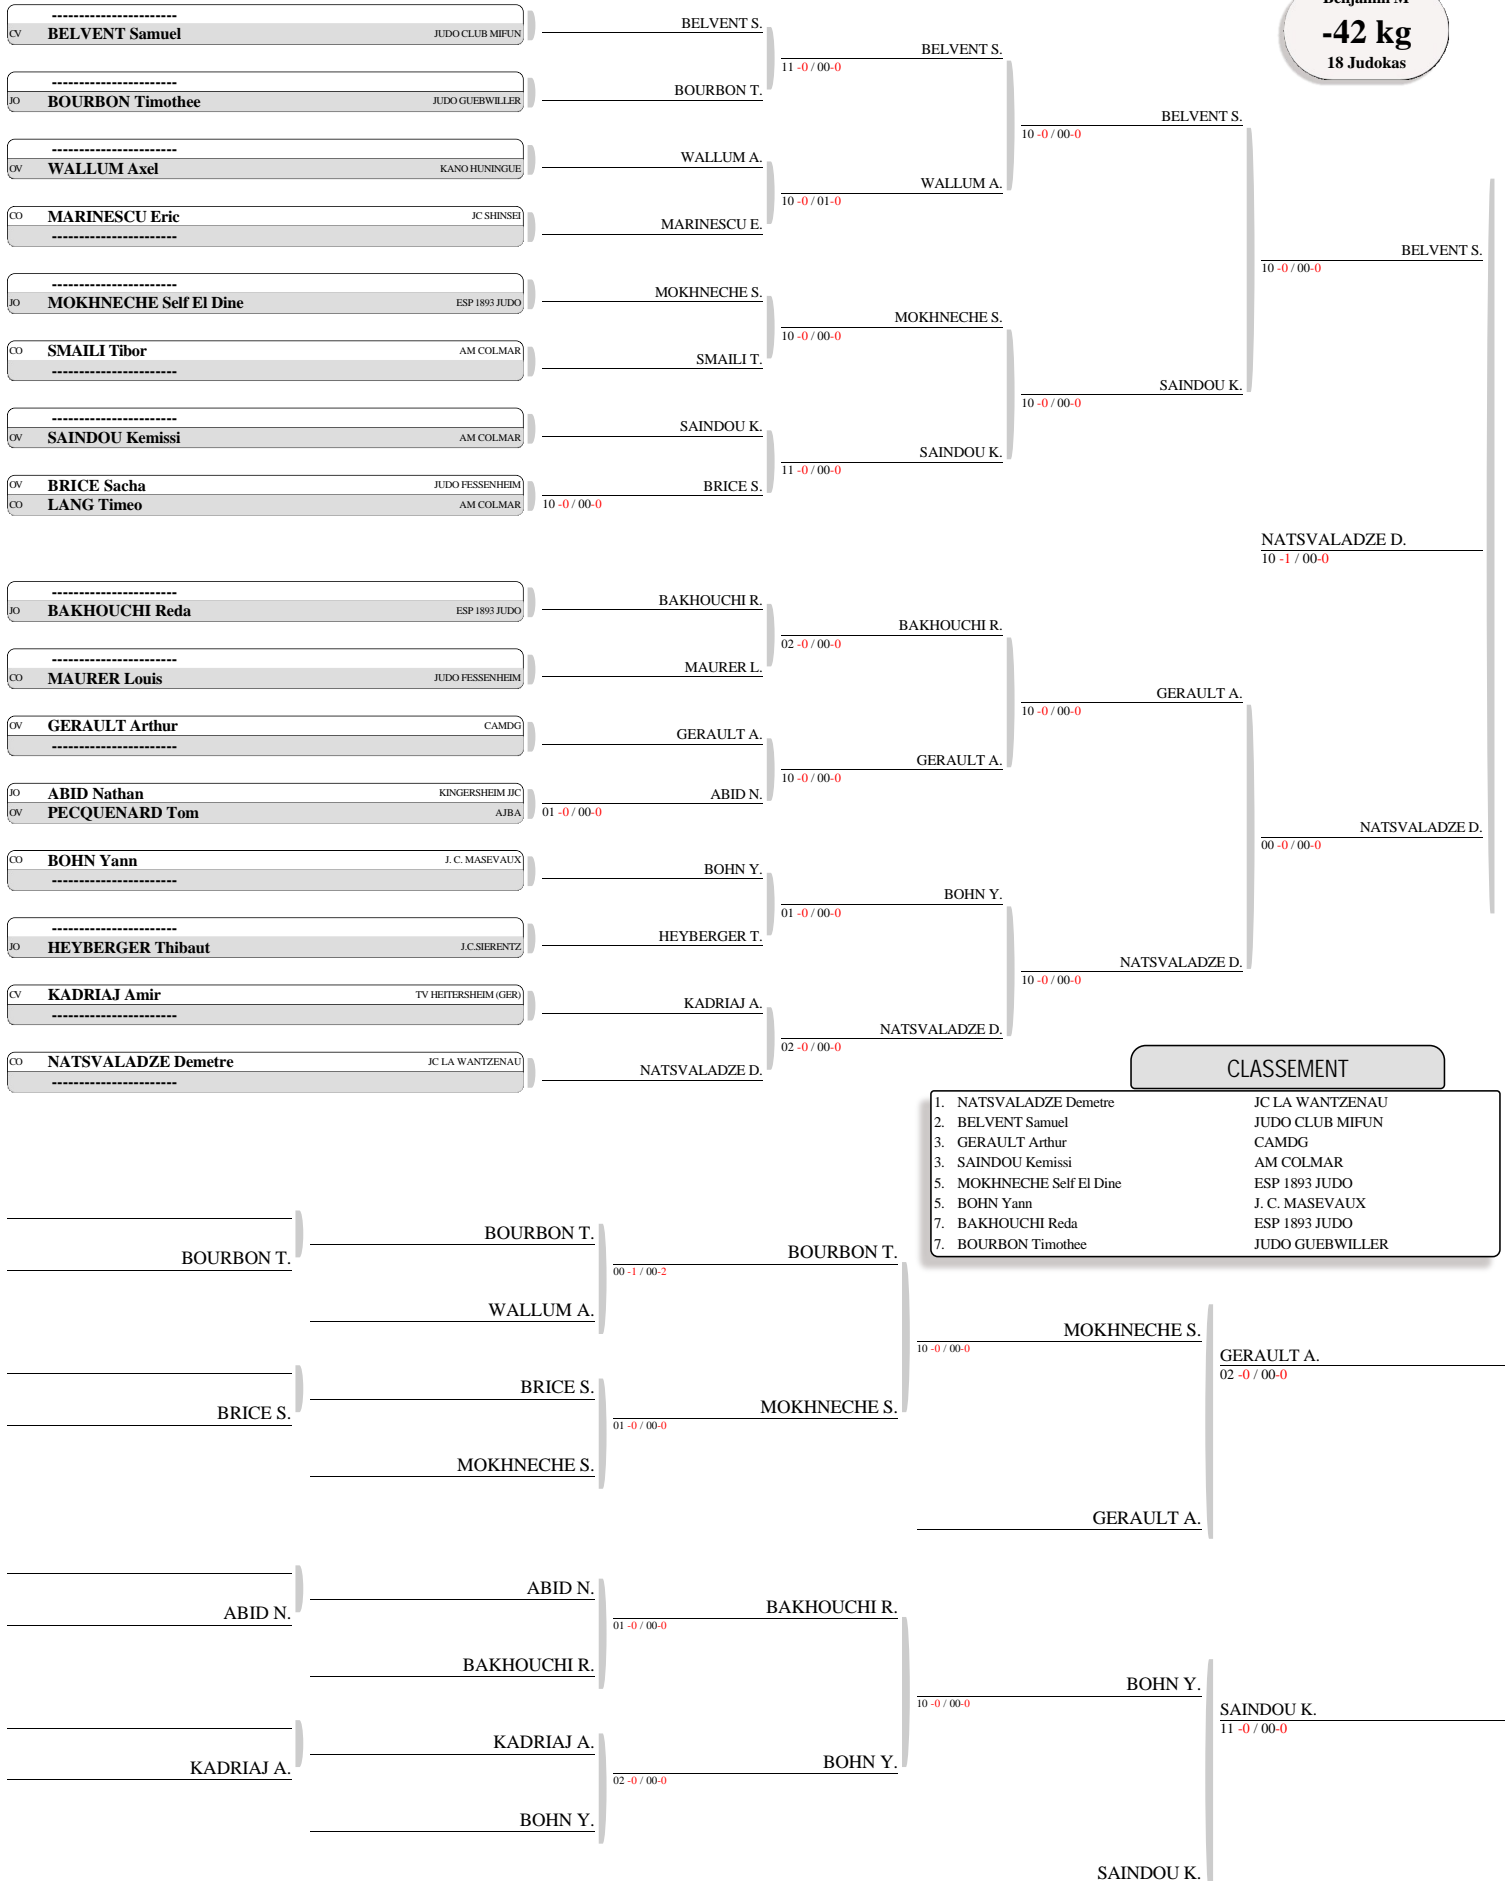 Benjamin M
-42 kg
18 Judokas
-----------------------
CV BELVENT Samuel JUDO CLUB MIFUN
-----------------------
JO BOURBON Timothee JUDO GUEBWILLER
-----------------------
OV WALLUM Axel KANO HUNINGUE
CO MARINESCU Eric JC SHINSEI
-----------------------
-----------------------
JO MOKHNECHE Self El Dine ESP 1893 JUDO
CO SMAILI Tibor AM COLMAR
-----------------------
-----------------------
OV SAINDOU Kemissi AM COLMAR
OV BRICE Sacha JUDO FESSENHEIM
CO LANG Timeo AM COLMAR
-----------------------
JO BAKHOUCHI Reda ESP 1893 JUDO
-----------------------
CO MAURER Louis JUDO FESSENHEIM
OV GERAULT Arthur CAMDG
-----------------------
JO ABID Nathan KINGERSHEIM JJC
OV PECQUENARD Tom AJBA
CO BOHN Yann J. C. MASEVAUX
-----------------------
-----------------------
JO HEYBERGER Thibaut J.C.SIERENTZ
CV KADRIAJ Amir TV HEITERSHEIM (GER)
-----------------------
CO NATSVALADZE Demetre JC LA WANTZENAU
-----------------------
BELVENT S.
BOURBON T.
WALLUM A.
MARINESCU E.
MOKHNECHE S.
SMAILI T.
SAINDOU K.
BRICE S.
10 -0 / 00-0
BAKHOUCHI R.
MAURER L.
GERAULT A.
ABID N.
01 -0 / 00-0
BOHN Y.
HEYBERGER T.
KADRIAJ A.
NATSVALADZE D.
BELVENT S.
11 -0 / 00-0
WALLUM A.
10 -0 / 01-0
MOKHNECHE S.
10 -0 / 00-0
SAINDOU K.
11 -0 / 00-0
BAKHOUCHI R.
02 -0 / 00-0
GERAULT A.
10 -0 / 00-0
BOHN Y.
01 -0 / 00-0
NATSVALADZE D.
02 -0 / 00-0
BELVENT S.
10 -0 / 00-0
SAINDOU K.
10 -0 / 00-0
GERAULT A.
10 -0 / 00-0
NATSVALADZE D.
10 -0 / 00-0
BELVENT S.
10 -0 / 00-0
NATSVALADZE D.
00 -0 / 00-0
NATSVALADZE D.
10 -1 / 00-0
CLASSEMENT
1. NATSVALADZE Demetre JC LA WANTZENAU
2. BELVENT Samuel JUDO CLUB MIFUN
3. GERAULT Arthur CAMDG
3. SAINDOU Kemissi AM COLMAR
5. MOKHNECHE Self El Dine ESP 1893 JUDO
5. BOHN Yann J. C. MASEVAUX
7. BAKHOUCHI Reda ESP 1893 JUDO
7. BOURBON Timothee JUDO GUEBWILLER
BOURBON T.
BRICE S.
ABID N.
KADRIAJ A.
BOURBON T.
WALLUM A.
BRICE S.
MOKHNECHE S.
ABID N.
BAKHOUCHI R.
KADRIAJ A.
BOHN Y.
BOURBON T.
00 -1 / 00-2
MOKHNECHE S.
01 -0 / 00-0
BAKHOUCHI R.
01 -0 / 00-0
BOHN Y.
02 -0 / 00-0
MOKHNECHE S.
10 -0 / 00-0
GERAULT A.
BOHN Y.
10 -0 / 00-0
SAINDOU K.
GERAULT A.
02 -0 / 00-0
SAINDOU K.
11 -0 / 00-0